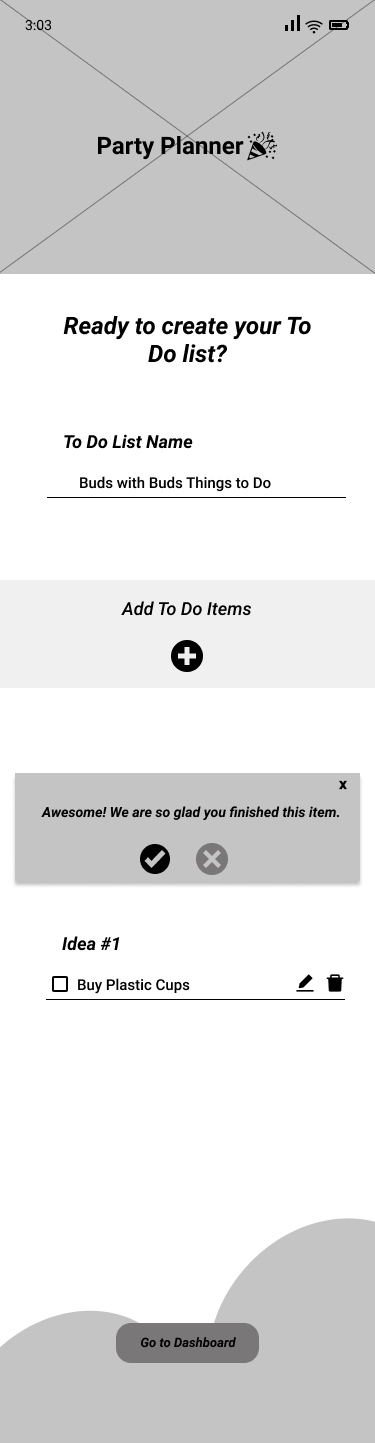 3:03
Party Planner
Ready to create your To
Do list?
To Do List Name
Buds with Buds Things to Do
Add To Do Items
x
Awesome! We are so glad you finished this item.
Idea #1
Buy Plastic Cups
Go to Dashboard